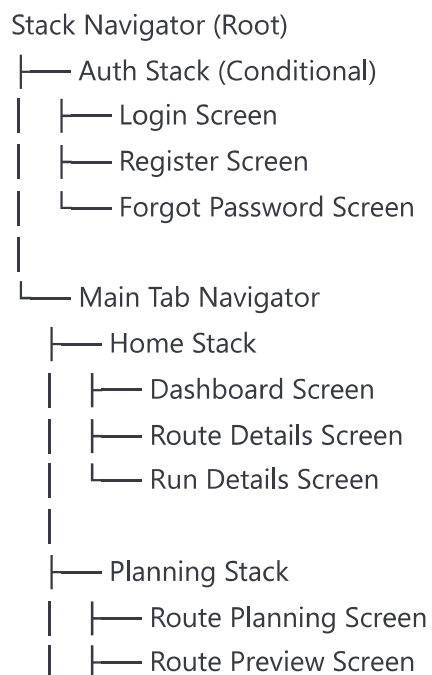 Stack Navigator (Root)
├── Auth Stack (Conditional)
│   ├── Login Screen
│   ├── Register Screen
│   └── Forgot Password Screen
│
└── Main Tab Navigator
    ├── Home Stack
    │   ├── Dashboard Screen
    │   ├── Route Details Screen
    │   └── Run Details Screen
    │
    ├── Planning Stack
    │   ├── Route Planning Screen
    │   ├── Route Preview Screen